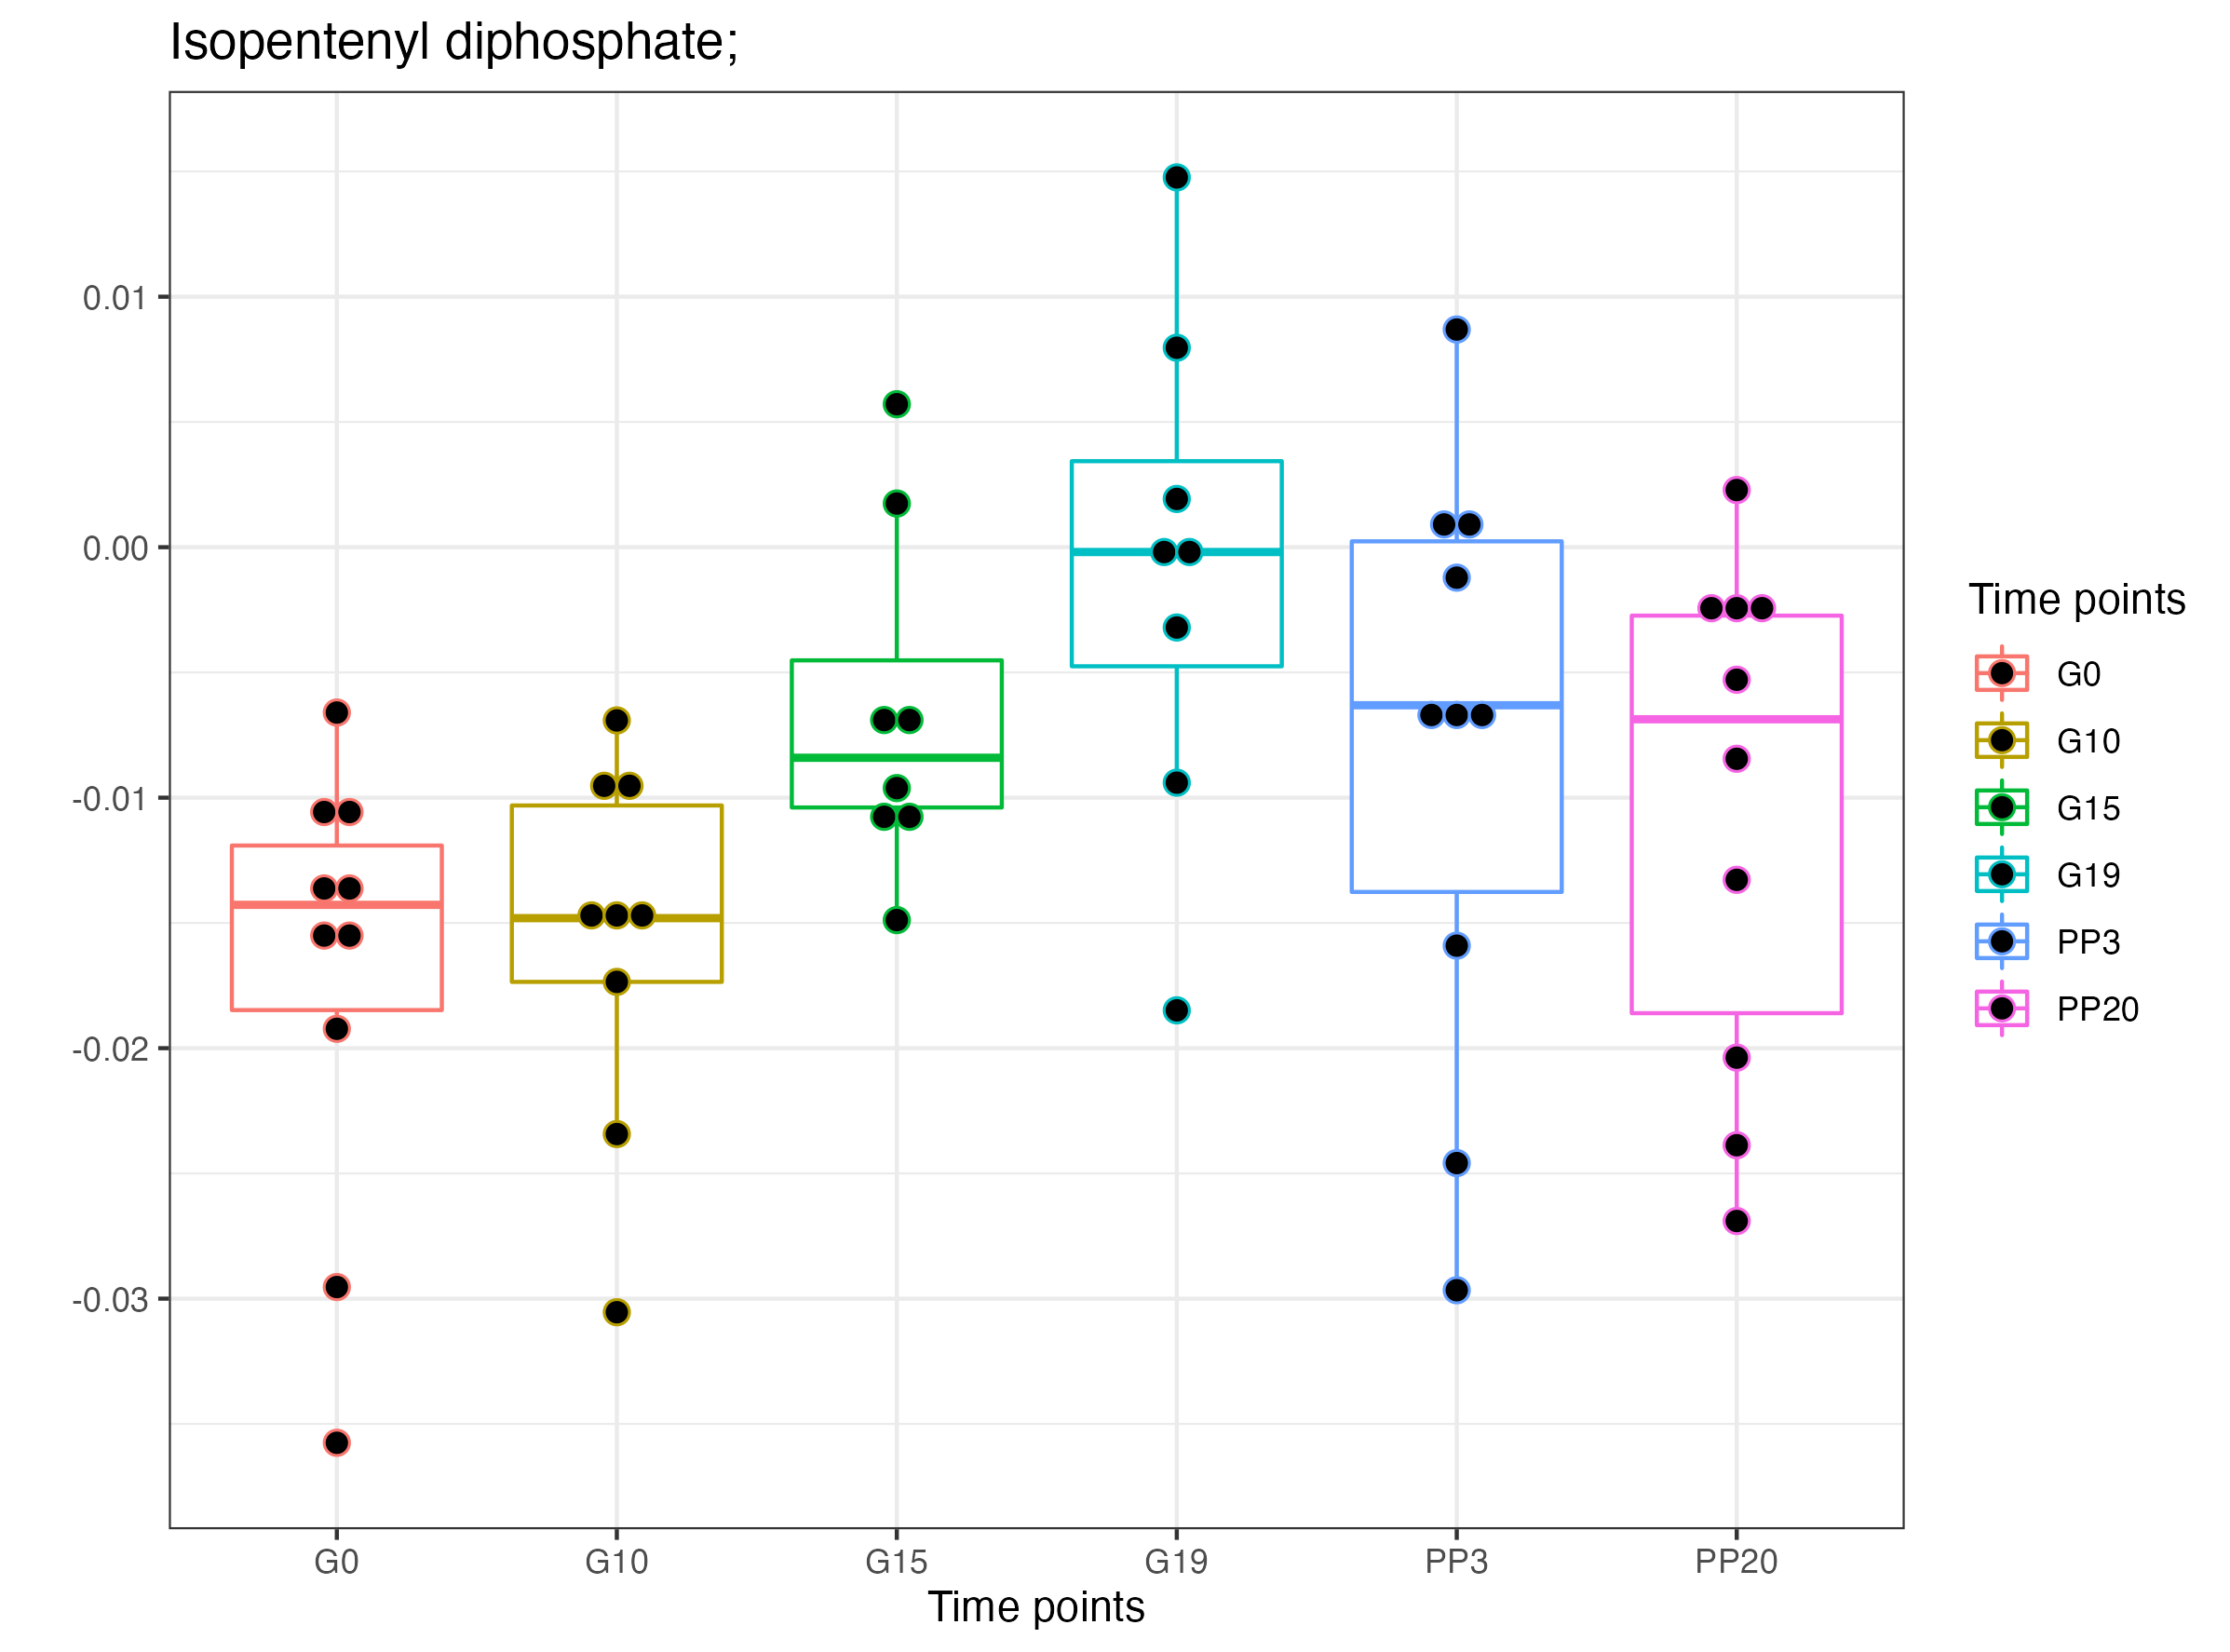 Isopentenyl diphosphate;
0.01
0.00
-0.01
-0.02
-0.03
G0 G10 G15 G19 PP3 PP20
Time points
Time points
G0
G10
G15
G19
PP3
PP20